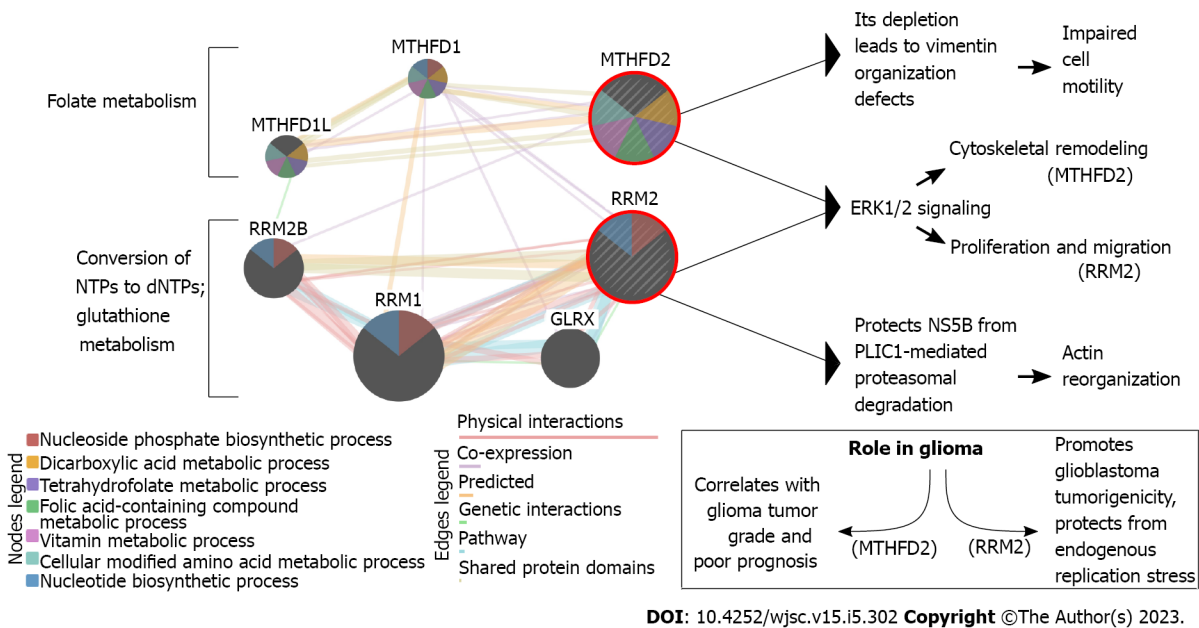 Folate metabolism
MTHFD1
MTHFD1L
MTHFD2
Its depletion
leads to vimentin
organization
defects
Impaired
cell
motility
Cytoskeletal remodeling
(MTHFD2)
ERK1/2 signaling
Proliferation and migration
(RRM2)
Conversion of
NTPs to dNTPs;
glutathione
metabolism
RRM2B
RRM1
GLRX
RRM2
Protects NS5B from
PLIC1-mediated
proteasomal
degradation
Actin
reorganization
Nodes legend
Nucleoside phosphate biosynthetic process
Dicarboxylic acid metabolic process
Tetrahydrofolate metabolic process
Folic acid-containing compound
metabolic process
Vitamin metabolic process
Cellular modified amino acid metabolic process
Nucleotide biosynthetic process
Edges legend
Physical interactions
Co-expression
Predicted
Genetic interactions
Pathway
Shared protein domains
Role in glioma
Correlates with
glioma tumor
grade and
poor prognosis
(MTHFD2)
(RRM2)
Promotes
glioblastoma
tumorigenicity,
protects from
endogenous
replication stress
DOI: 10.4252/wjsc.v15.i5.302 Copyright ©The Author(s) 2023.